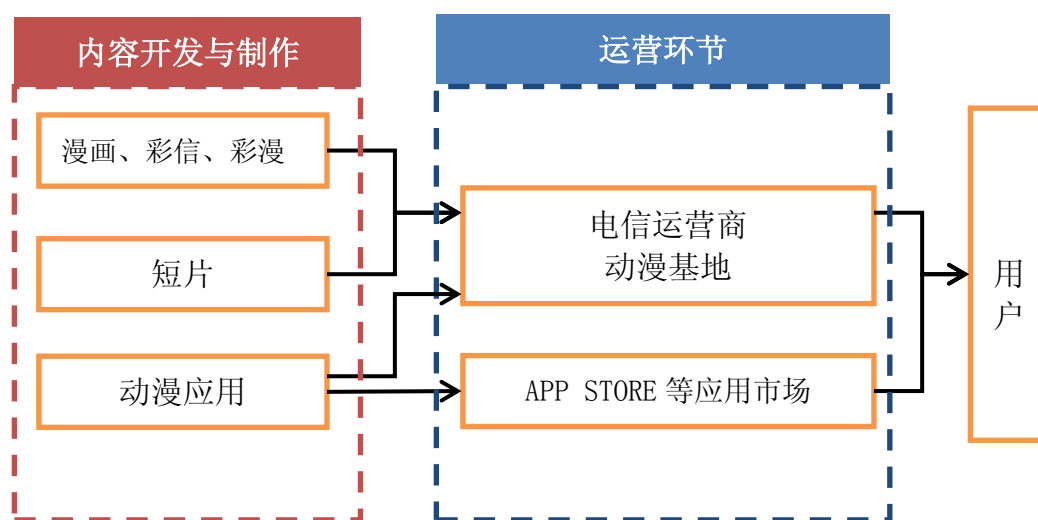 内容开发与制作
运营环节
漫画、彩信、彩漫
短片
动漫应用
电信运营商
动漫基地
APP STORE 等应用市场
用
户